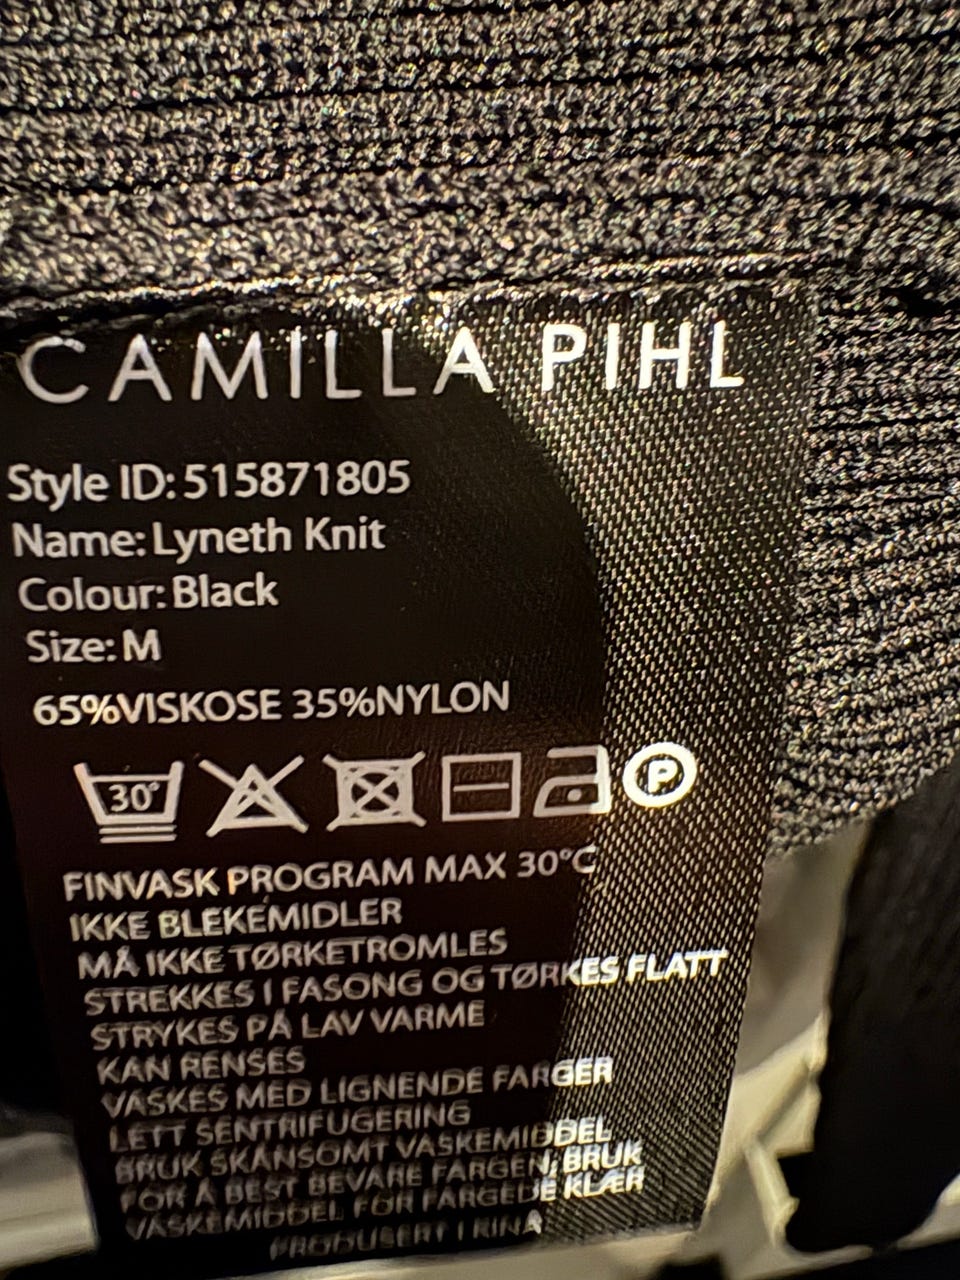 CAMILLA PIHL
Style ID: 515871805
Name: Lyneth Knit
Colour: Black
Size: M
65%VISKOSE 35%NYLON
30°
P
FINVASK PROGRAM MAX 30°C
IKKE BLEKEMIDLER
MÅ IKKE TØRKETROMLES
STREKKES I FASONG OG TØRKES FLATT
STRYKES PÅ LAV VARME
KAN RENSES
VASKES MED LIGNENDE FARGER
LETT SENTRIFUGERING
BRUK SKÅNSOMT VASKEMIDDEL
FOR Å BEST BEVARE FARGEN, BRUK
VASKEMIDDEL FOR FARGEDE KLÆR
PRODUSERT I KINA